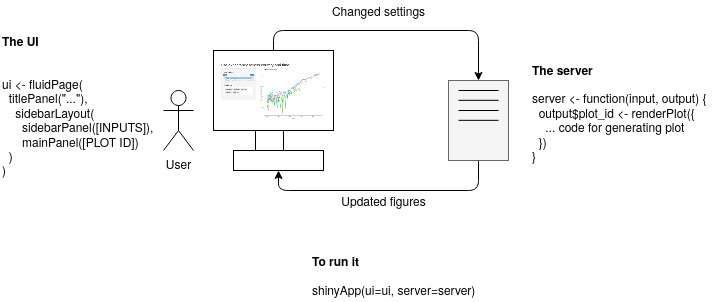 Changed settings
The UI
ui <- fluidPage(
titlePanel("..."),
sidebarLayout(
sidebarPanel([INPUTS]),
mainPanel([PLOT ID])
)
)
User
The server
server <- function(input, output) {
output$plot_id <- renderPlot({
... code for generating plot
})
}
Updated figures
To run it
shinyApp(ui=ui, server=server)